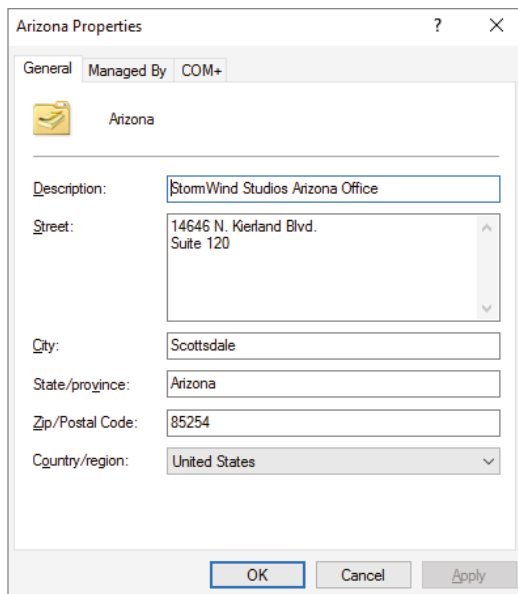 Arizona Properties ? ×
General Managed By COM+
Arizona
Description: StormWind Studios Arizona Office
Street: 14646 N. Kierland Blvd.
Suite 120
City: Scottsdale
State/province: Arizona
Zip/Postal Code: 85254
Country/region: United States
OK Cancel Apply